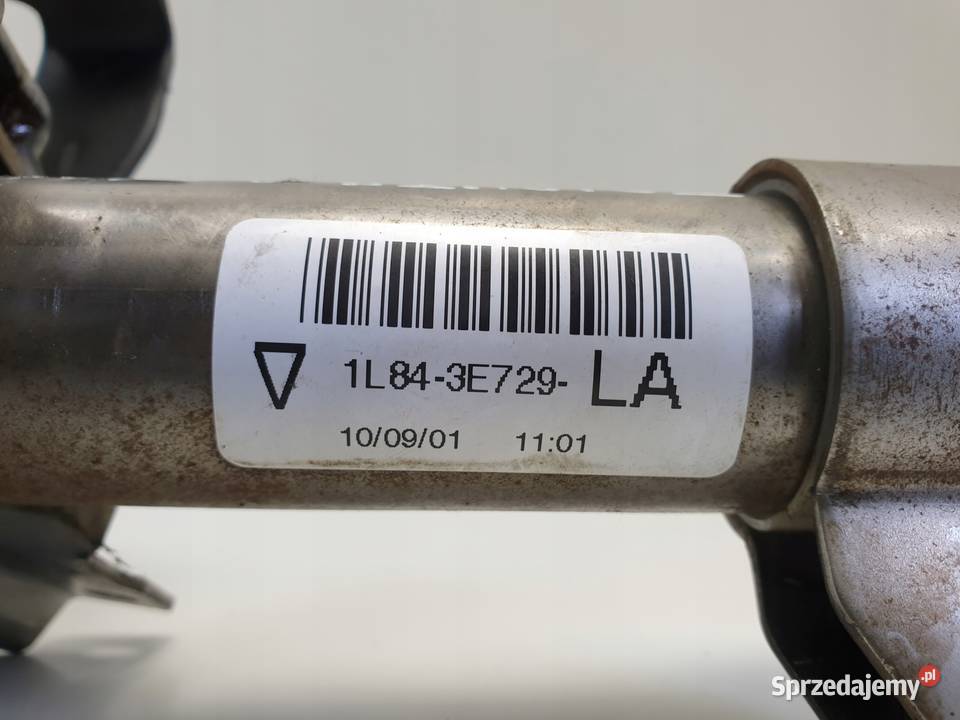 1L84-3E729- LA
10/09/01 11:01
Sprzedajemy.pl